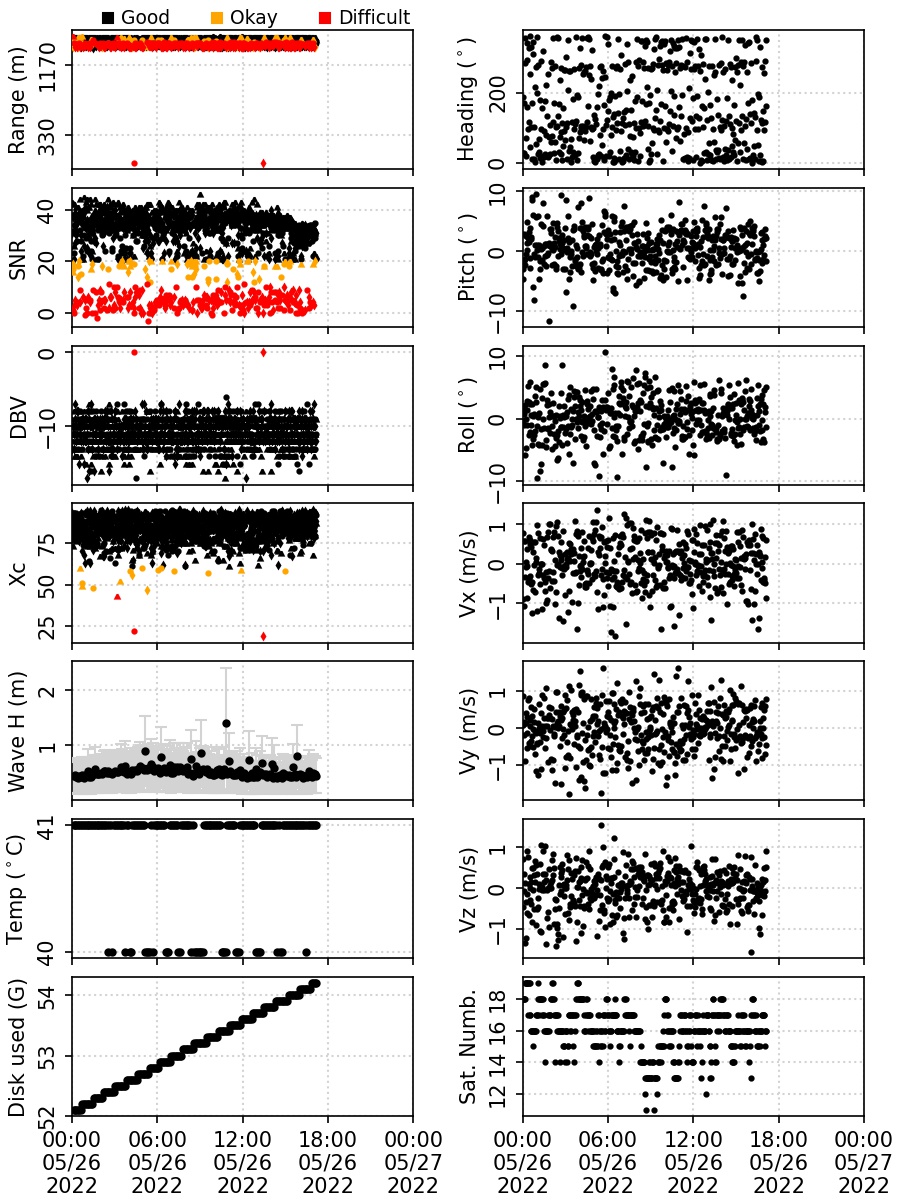 Good Okay Difficult
Range (m)
1170
330
Heading (°)
200
0
SNR
40
20
0
Pitch (°)
10
0
−10
DBV
0
−10
Roll (°)
10
0
−10
Xc
75
50
25
Vx (m/s)
1
0
−1
Wave H (m)
2
1
Vy (m/s)
1
0
−1
Temp (°C)
41
40
Vz (m/s)
1
0
−1
Disk used (G)
54
53
52
Sat. Numb.
18
16
14
12
00:00 06:00 12:00 18:00 00:00
05/26 05/26 05/26 05/26 05/27
2022 2022 2022 2022 2022
00:00 06:00 12:00 18:00 00:00
05/26 05/26 05/26 05/26 05/27
2022 2022 2022 2022 2022